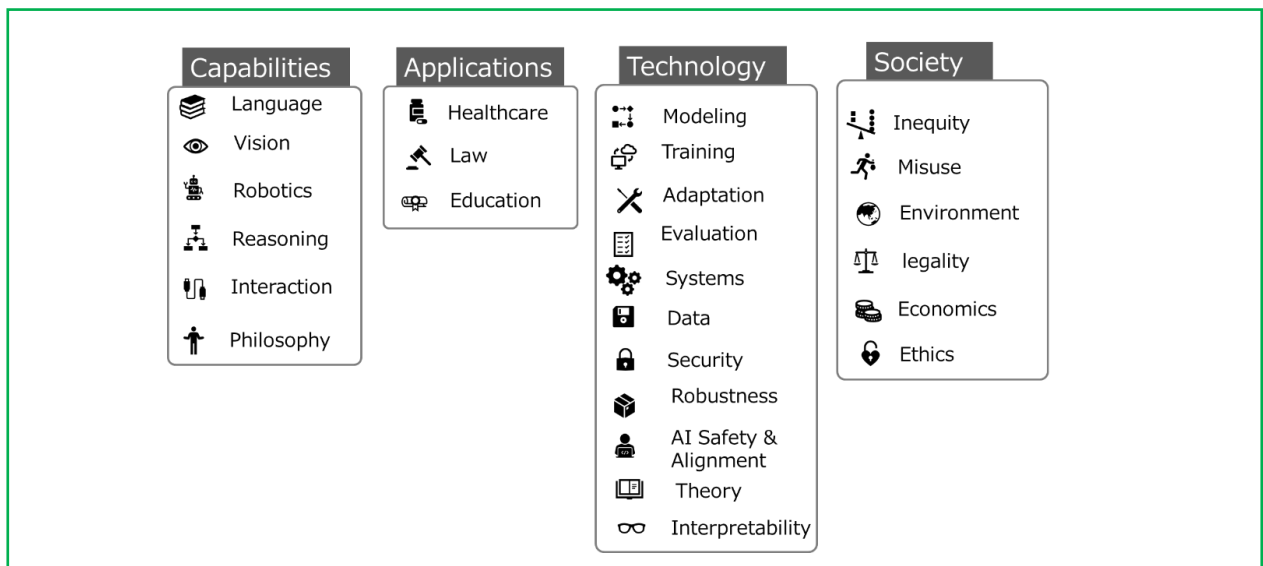 Capabilities
Language
Vision
Robotics
Reasoning
Interaction
Philosophy
Applications
Healthcare
Law
Education
Technology
Modeling
Training
Adaptation
Evaluation
Systems
Data
Security
Robustness
AI Safety &
Alignment
Theory
Interpretability
Society
Inequity
Misuse
Environment
legality
Economics
Ethics